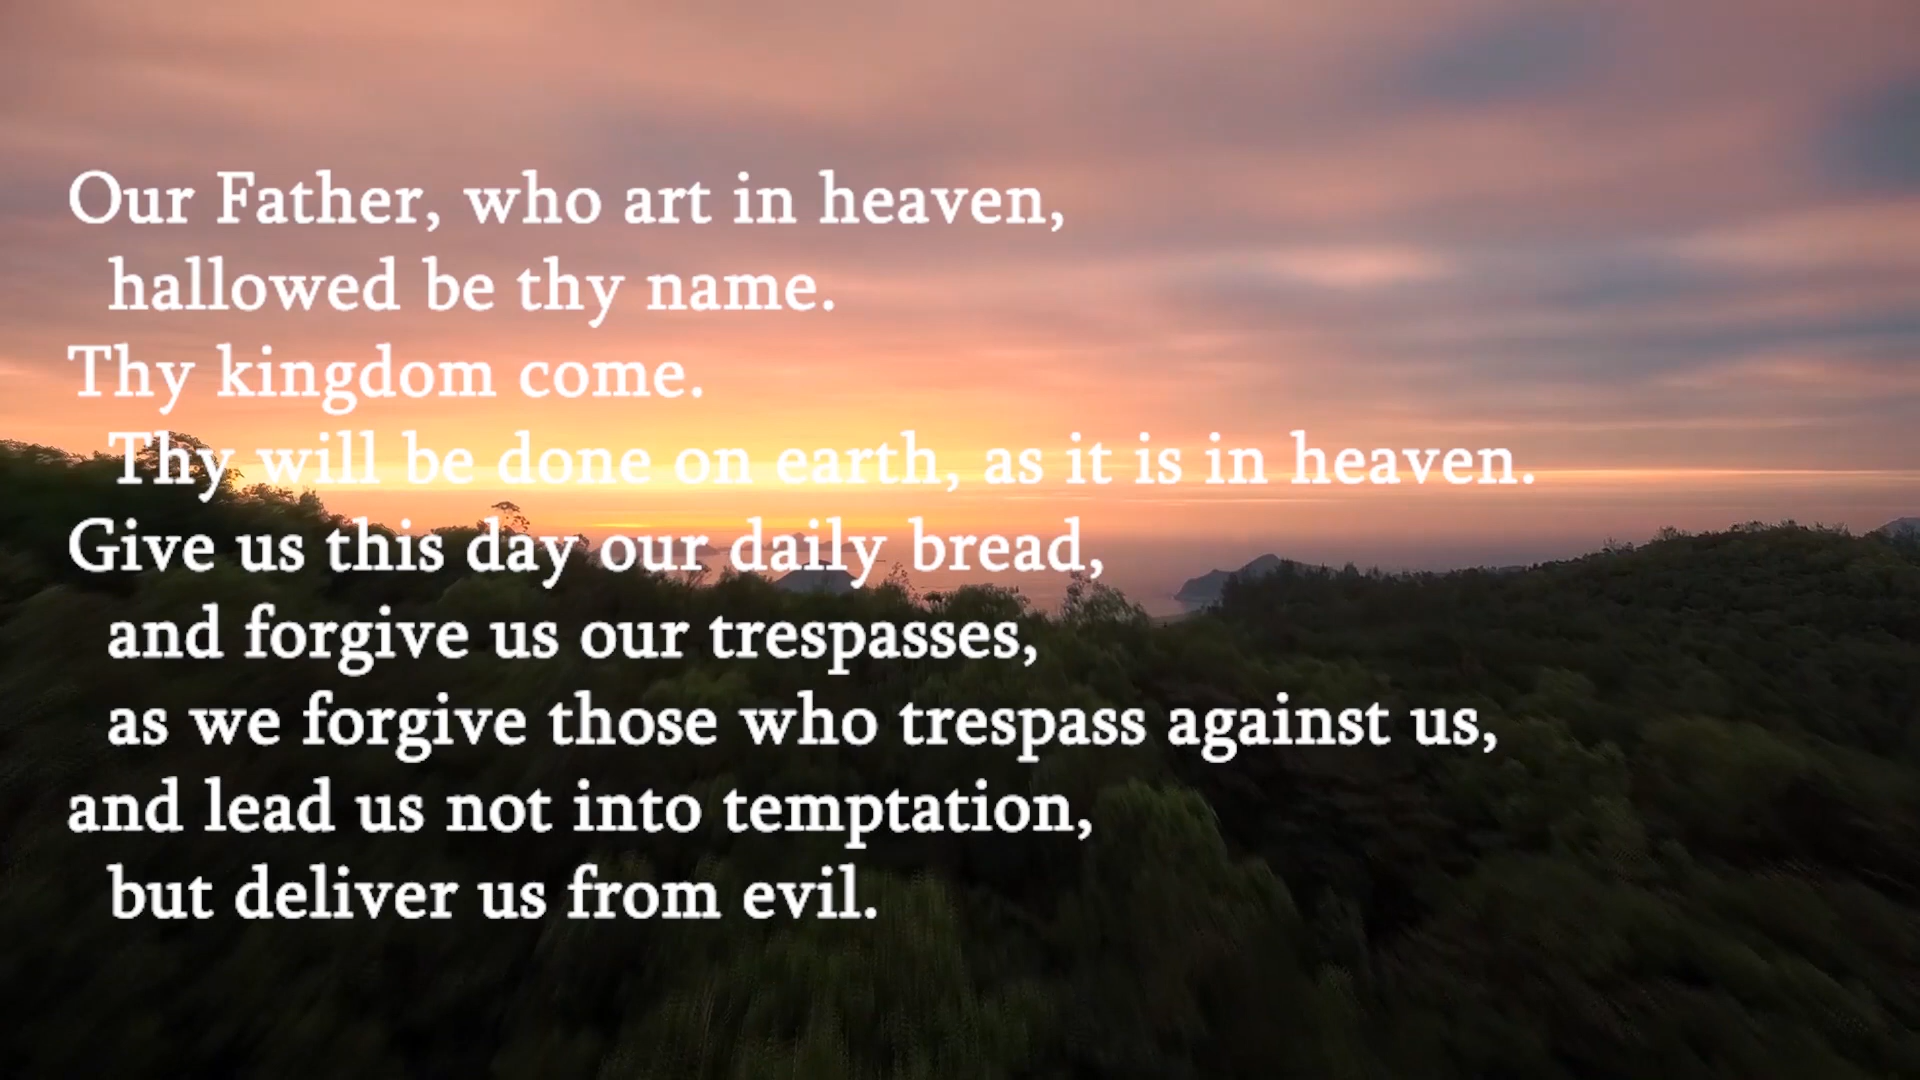 Our Father, who art in heaven,
hallowed be thy name.
Thy kingdom come.
Thy will be done on earth, as it is in heaven.
Give us this day our daily bread,
and forgive us our trespasses,
as we forgive those who trespass against us,
and lead us not into temptation,
but deliver us from evil.